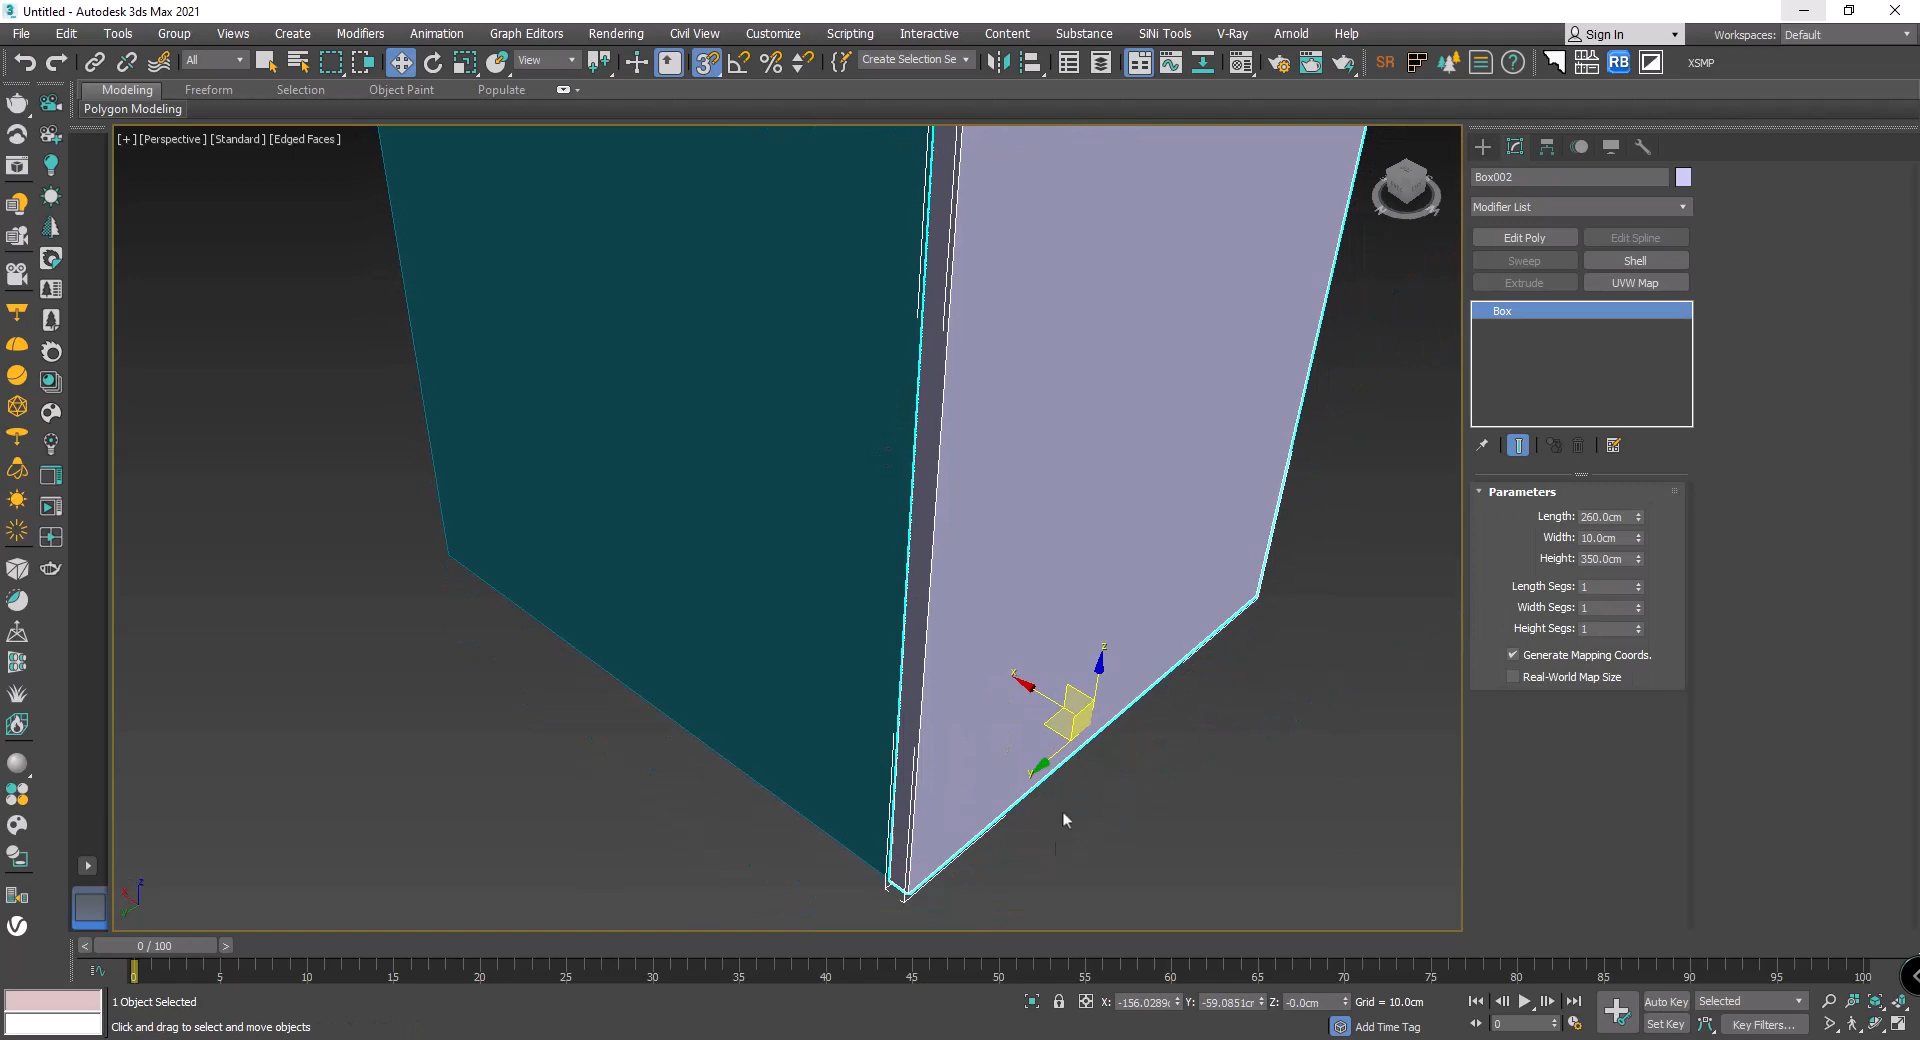 Untitled - Autodesk 3ds Max 2021
File Edit Tools Group Views Create Modifiers Animation Graph Editors Rendering Civil View Customize Scripting Interactive Content Substance SiNi Tools V-Ray Arnold Help Sign In Workspaces: Default
All View Create Selection Se SR RB XSMP
Modeling Freeform Selection Object Paint Populate
Polygon Modeling
[+] [Perspective] [Standard] [Edged Faces]
Box002
Modifier List
Edit Poly Edit Spline
Sweep Shell
Extrude UVW Map
Box
Parameters
Length: 260.0cm
Width: 10.0cm
Height: 350.0cm
Length Segs: 1
Width Segs: 1
Height Segs: 1
Generate Mapping Coords.
Real-World Map Size
z
x
y
z
x
< 0 / 100 >
0 5 10 15 20 25 30 35 40 45 50 55 60 65 70 75 80 85 90 95 100
1 Object Selected X: -156.0289c Y: -59.0851c Z: -0.0cm Grid = 10.0cm Auto Key Selected
Click and drag to select and move objects Add Time Tag 0 Set Key Key Filters...